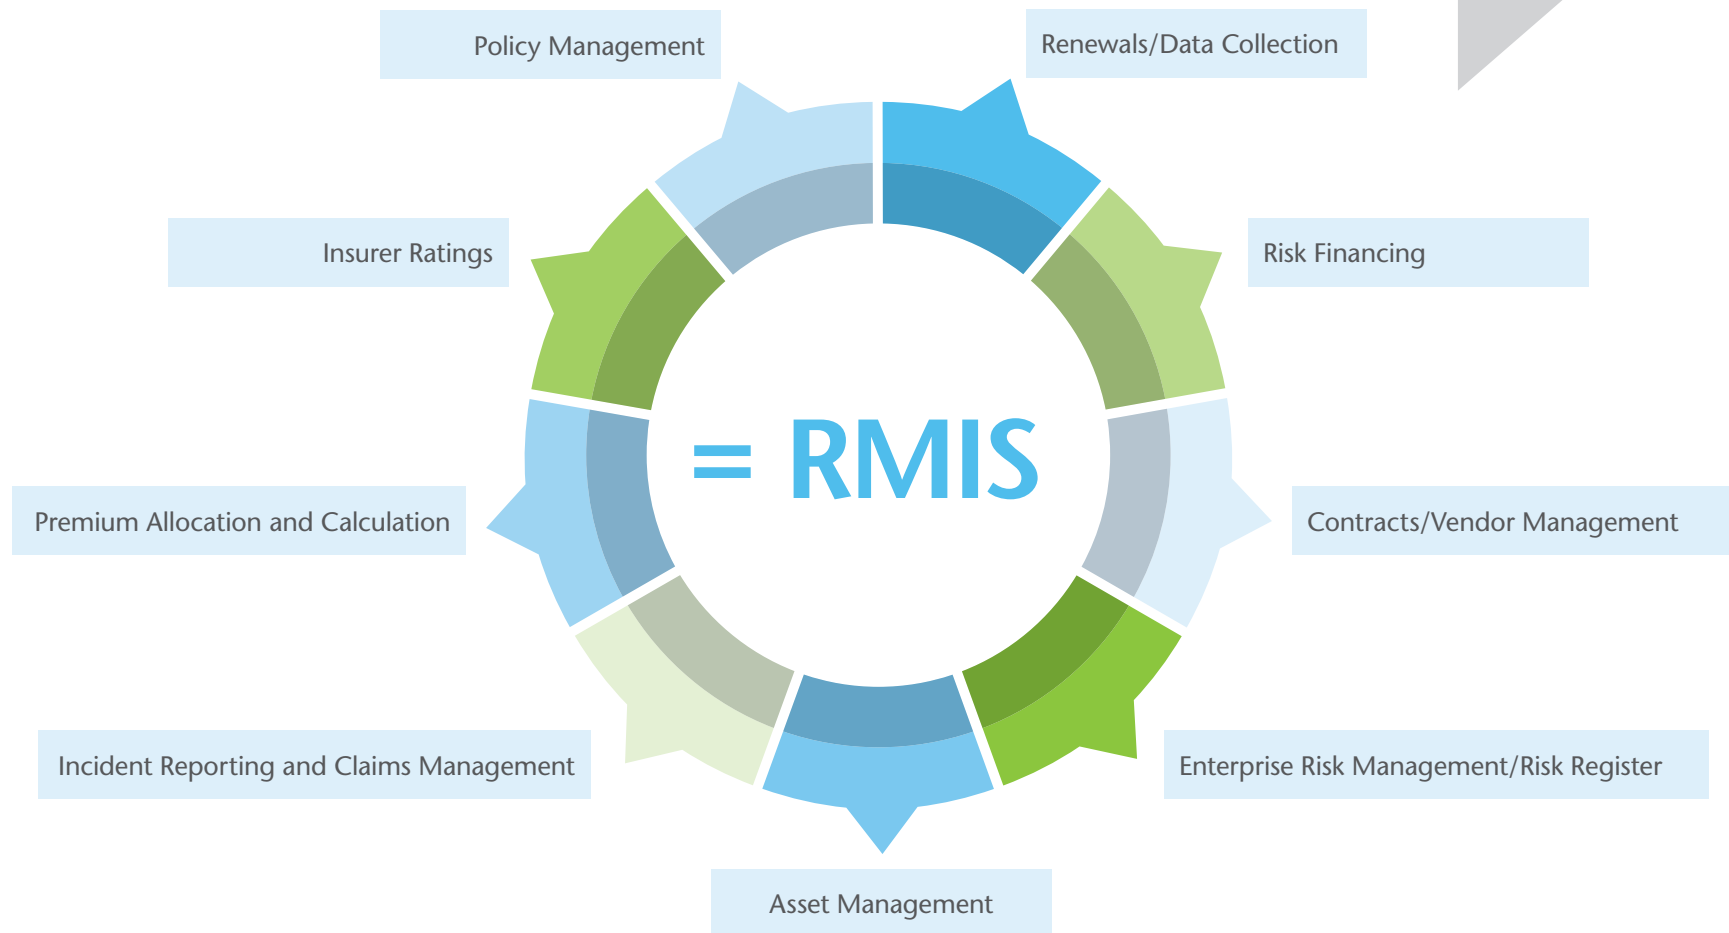 Policy Management
Renewals/Data Collection
Insurer Ratings
Risk Financing
= RMIS
Premium Allocation and Calculation
Contracts/Vendor Management
Incident Reporting and Claims Management
Enterprise Risk Management/Risk Register
Asset Management